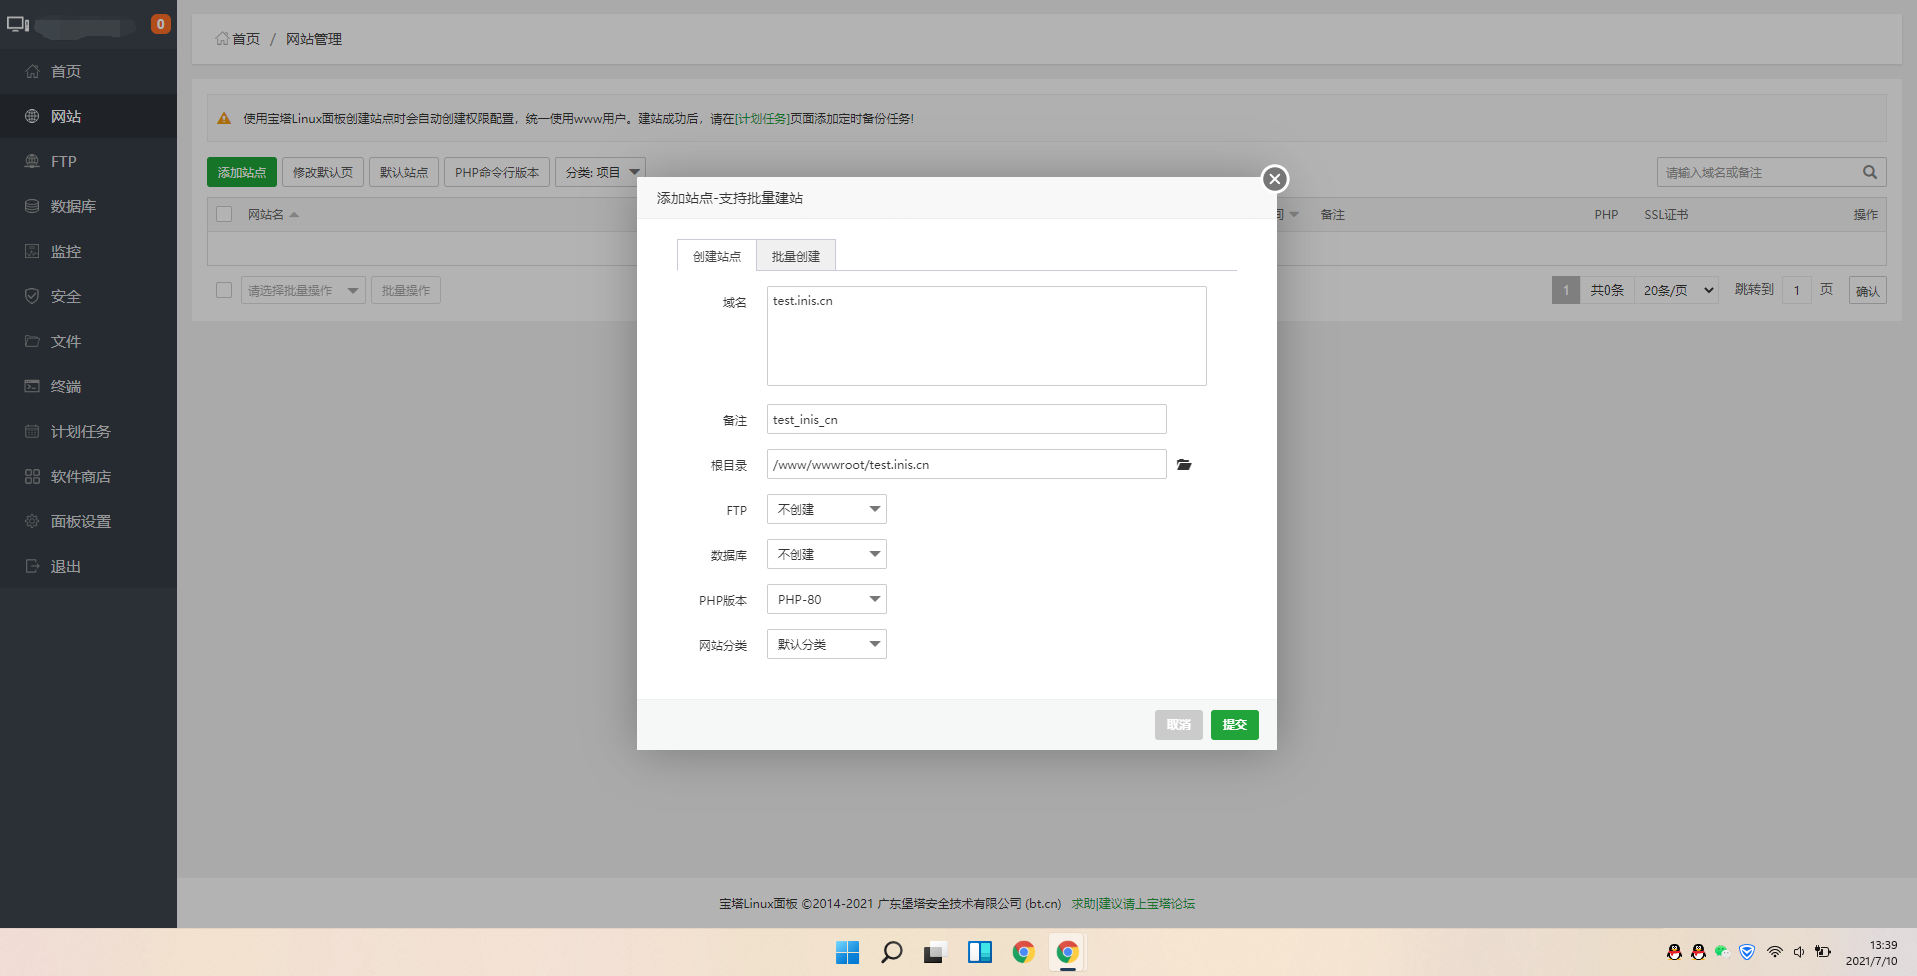 0
首页
网站
FTP
数据库
监控
安全
文件
终端
计划任务
软件商店
面板设置
退出
首页 / 网站管理
使用宝塔Linux面板创建站点时会自动创建权限配置，统一使用www用户。建站成功后，请在[计划任务]页面添加定时备份任务!
添加站点 修改默认页 默认站点 PHP命令行版本 分类: 项目 请输入域名或备注
网站名 备注 PHP SSL证书 操作
请选择批量操作 批量操作 1 共0条 20条/页 跳转到 1 页 确认
添加站点-支持批量建站
创建站点 批量创建
域名 test.inis.cn
备注 test_inis_cn
根目录 /www/wwwroot/test.inis.cn
FTP 不创建
数据库 不创建
PHP版本 PHP-80
网站分类 默认分类
取消 提交
宝塔Linux面板 ©2014-2021 广东堡塔安全技术有限公司 (bt.cn) 求助|建议请上宝塔论坛
13:39
2021/7/10